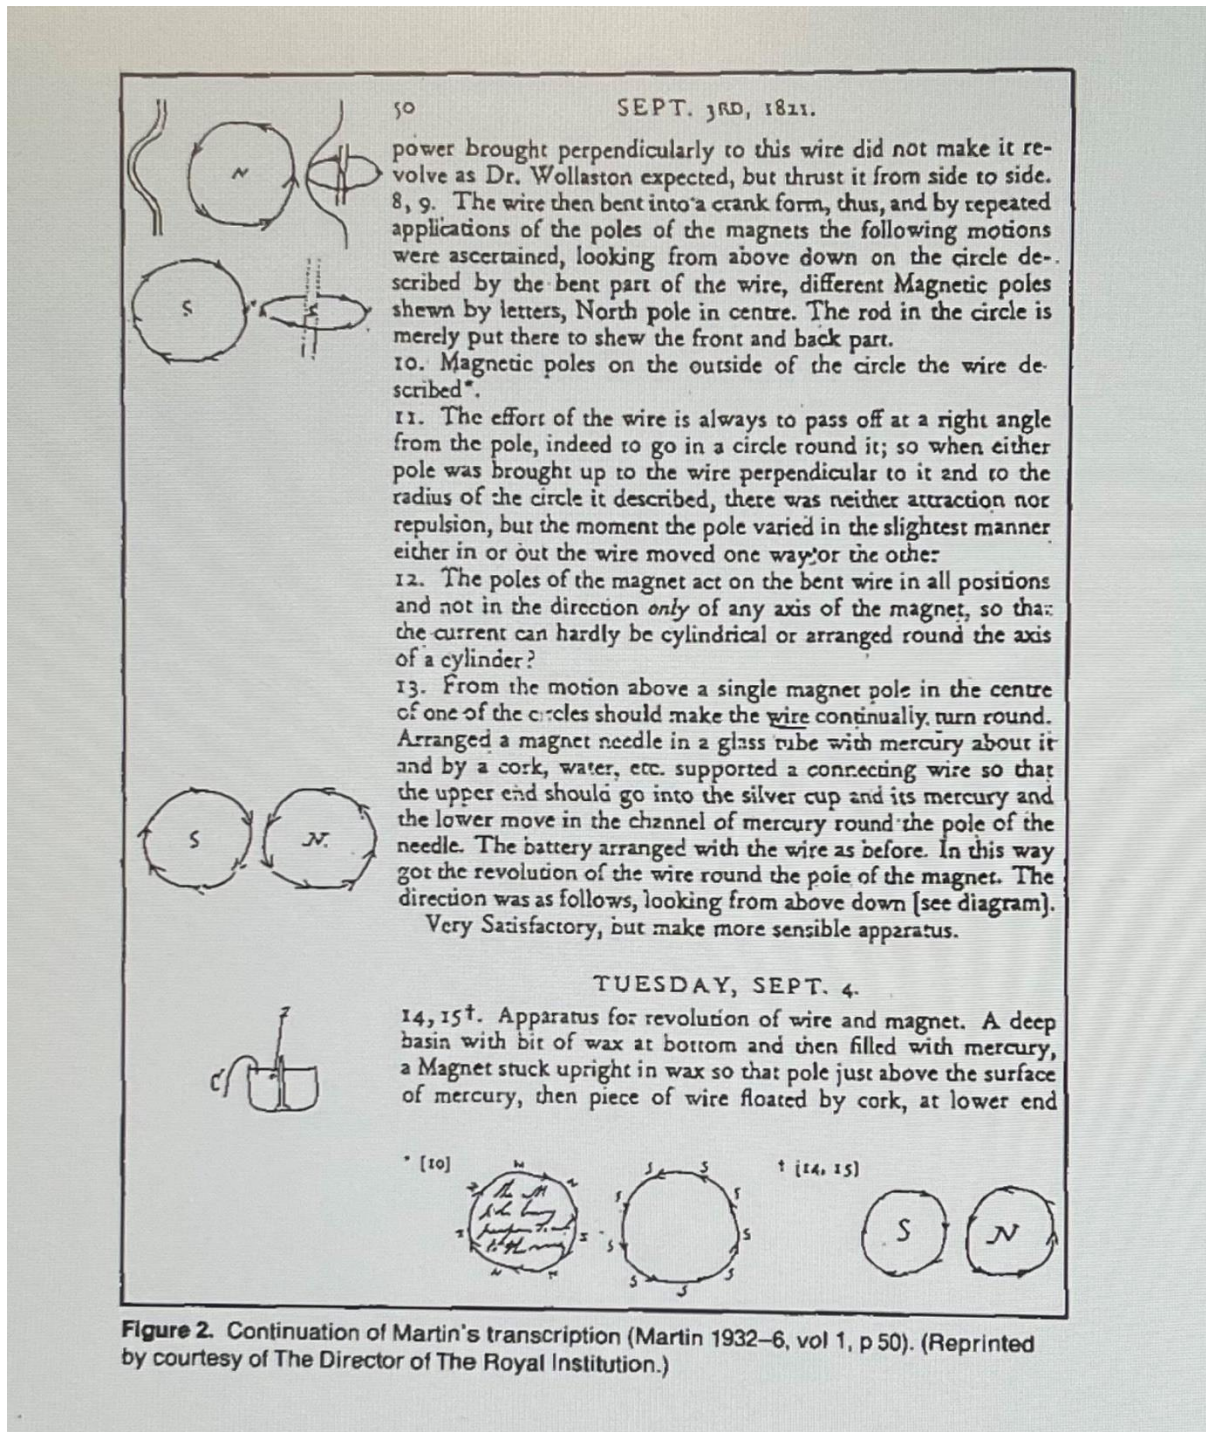 50 SEPT. 3RD, 1821.
power brought perpendicularly to this wire did not make it re-
volve as Dr. Wollaston expected, but thrust it from side to side.
8, 9. The wire then bent into a crank form, thus, and by repeated
applications of the poles of the magnets the following motions
were ascertained, looking from above down on the circle de-
scribed by the bent part of the wire, different Magnetic poles
shewn by letters, North pole in centre. The rod in the circle is
merely put there to shew the front and back part.
10. Magnetic poles on the outside of the circle the wire de-
scribed*.
11. The effort of the wire is always to pass off at a right angle
from the pole, indeed to go in a circle round it; so when either
pole was brought up to the wire perpendicular to it and to the
radius of the circle it described, there was neither attraction nor
repulsion, but the moment the pole varied in the slightest manner
either in or out the wire moved one way or the other
12. The poles of the magnet act on the bent wire in all positions
and not in the direction only of any axis of the magnet, so that
the current can hardly be cylindrical or arranged round the axis
of a cylinder?
13. From the motion above a single magnet pole in the centre
of one of the circles should make the wire continually turn round.
Arranged a magnet needle in a glass tube with mercury about it
and by a cork, water, etc. supported a connecting wire so that
the upper end should go into the silver cup and its mercury and
the lower move in the channel of mercury round the pole of the
needle. The battery arranged with the wire as before. In this way
got the revolution of the wire round the pole of the magnet. The
direction was as follows, looking from above down [see diagram].
Very Satisfactory, but make more sensible apparatus.
TUESDAY, SEPT. 4.
14, 15†. Apparatus for revolution of wire and magnet. A deep
basin with bit of wax at bottom and then filled with mercury,
a Magnet stuck upright in wax so that pole just above the surface
of mercury, then piece of wire floated by cork, at lower end
N
S
S N.
* [10]
N N N N
S S S S S S S S S
† [14, 15]
S N
Figure 2. Continuation of Martin's transcription (Martin 1932–6, vol 1, p 50). (Reprinted
by courtesy of The Director of The Royal Institution.)